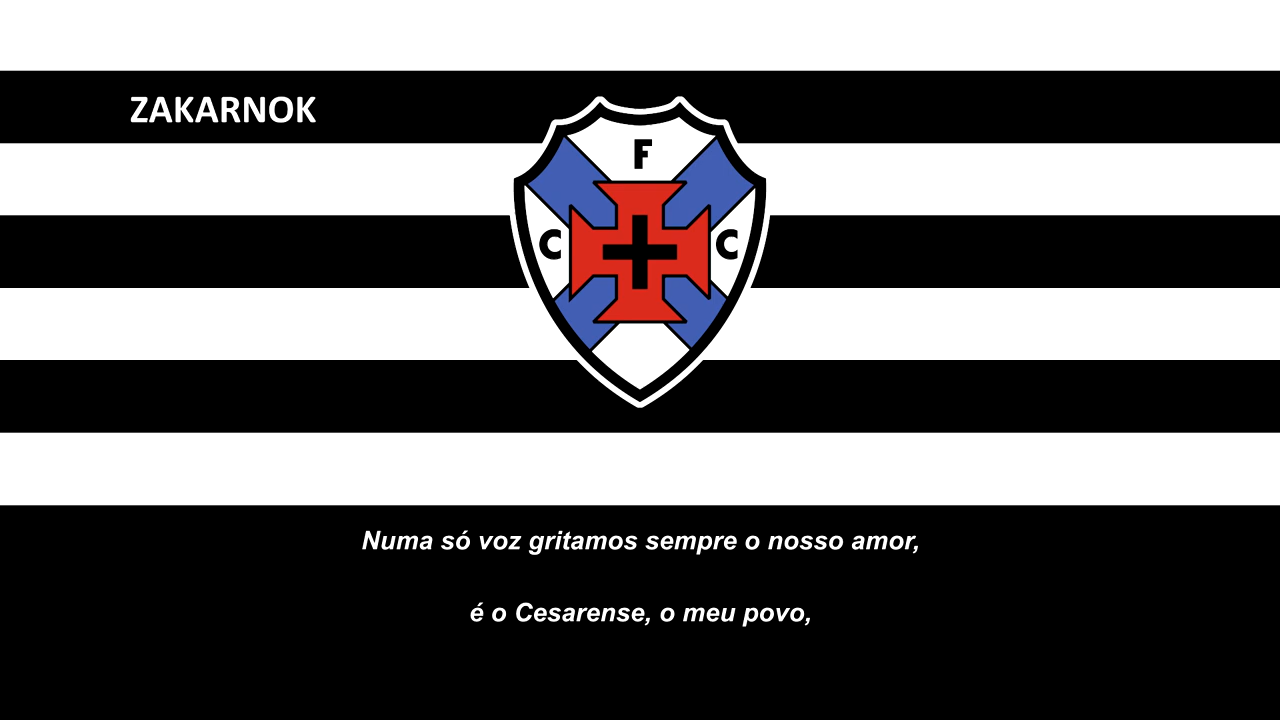 ZAKARNOK
F
C C
Numa só voz gritamos sempre o nosso amor,
é o Cesarense, o meu povo,